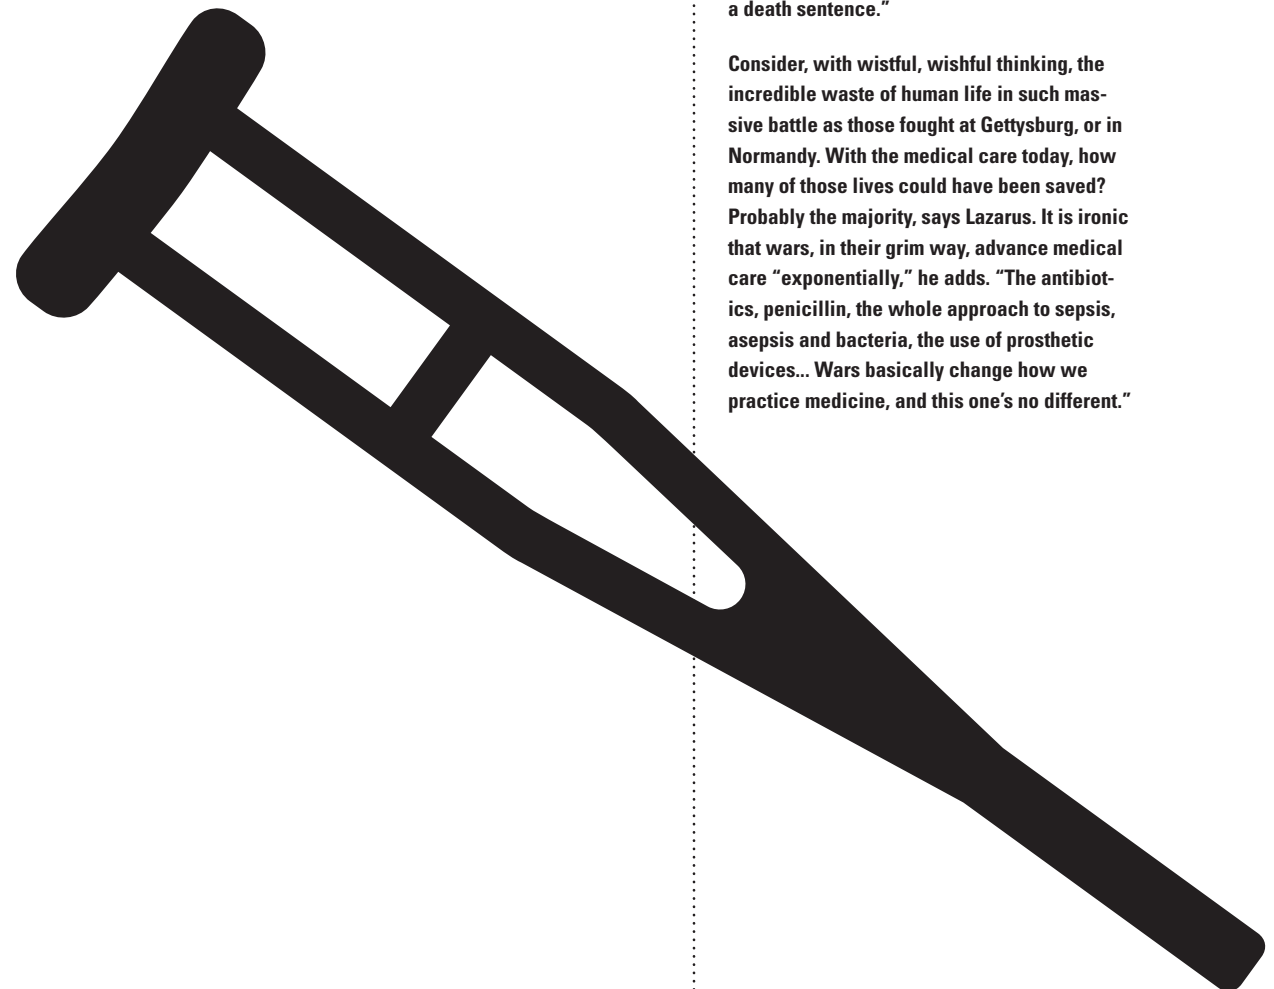 a death sentence.”
Consider, with wistful, wishful thinking, the
incredible waste of human life in such mas-
sive battle as those fought at Gettysburg, or in
Normandy. With the medical care today, how
many of those lives could have been saved?
Probably the majority, says Lazarus. It is ironic
that wars, in their grim way, advance medical
care “exponentially,” he adds. “The antibiot-
ics, penicillin, the whole approach to sepsis,
asepsis and bacteria, the use of prosthetic
devices... Wars basically change how we
practice medicine, and this one’s no different.”